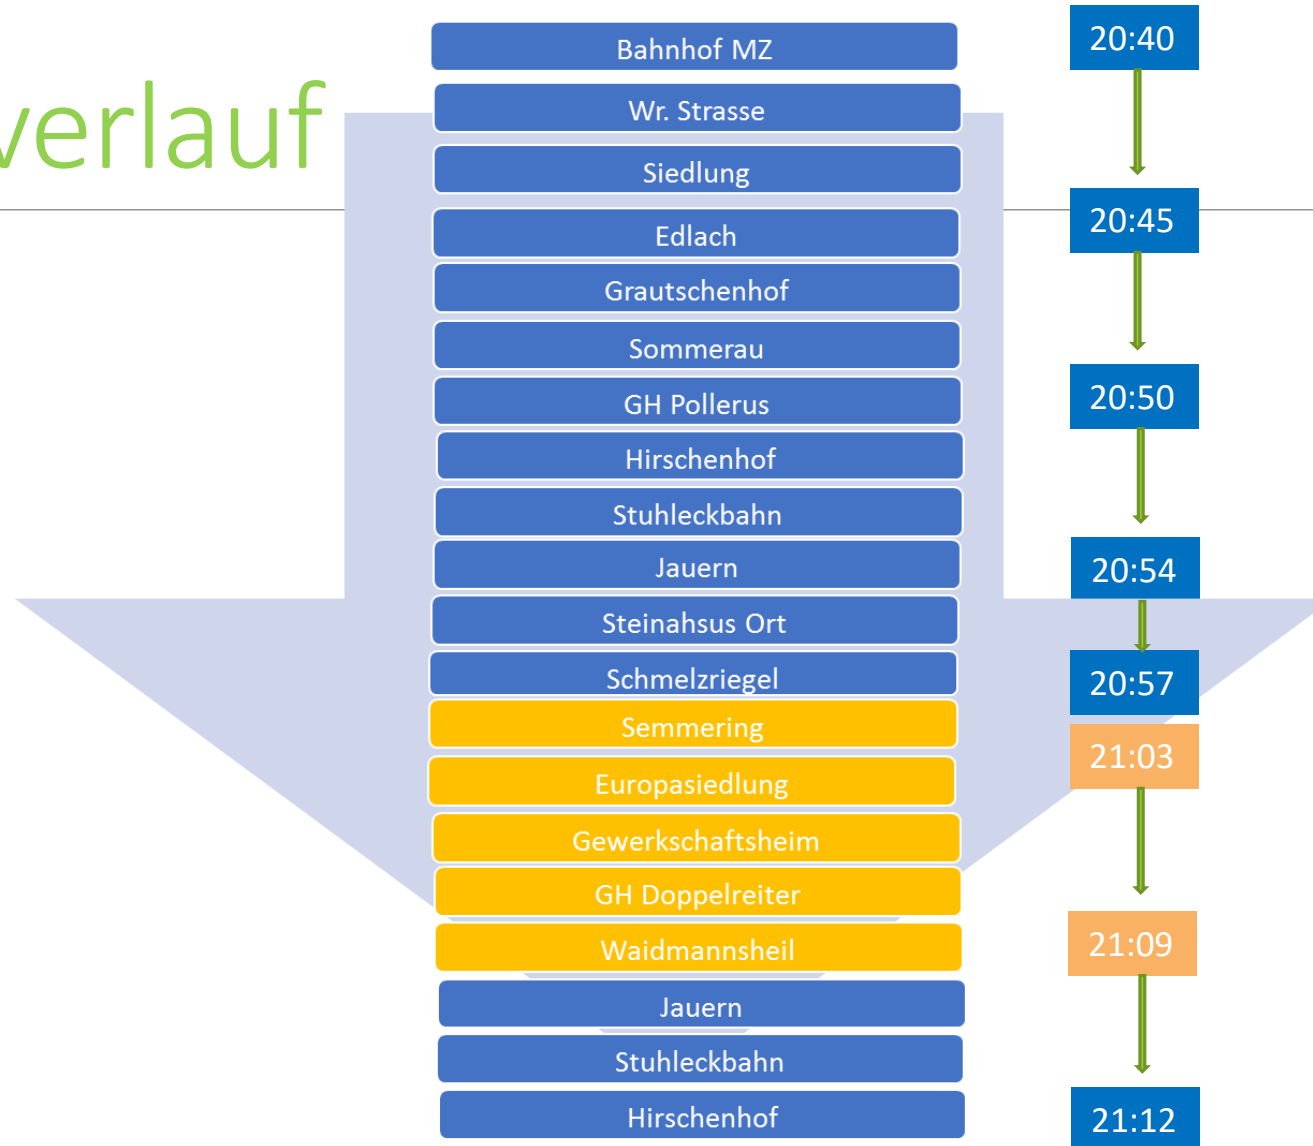 verlauf
Bahnhof MZ
20:40
Wr. Strasse
Siedlung
Edlach
20:45
Grautschenhof
Sommerau
GH Pollerus
20:50
Hirschenhof
Stuhleckbahn
Jauern
20:54
Steinahsus Ort
Schmelzriegel
20:57
Semmering
21:03
Europasiedlung
Gewerkschaftsheim
GH Doppelreiter
Waidmannsheil
21:09
Jauern
Stuhleckbahn
Hirschenhof
21:12